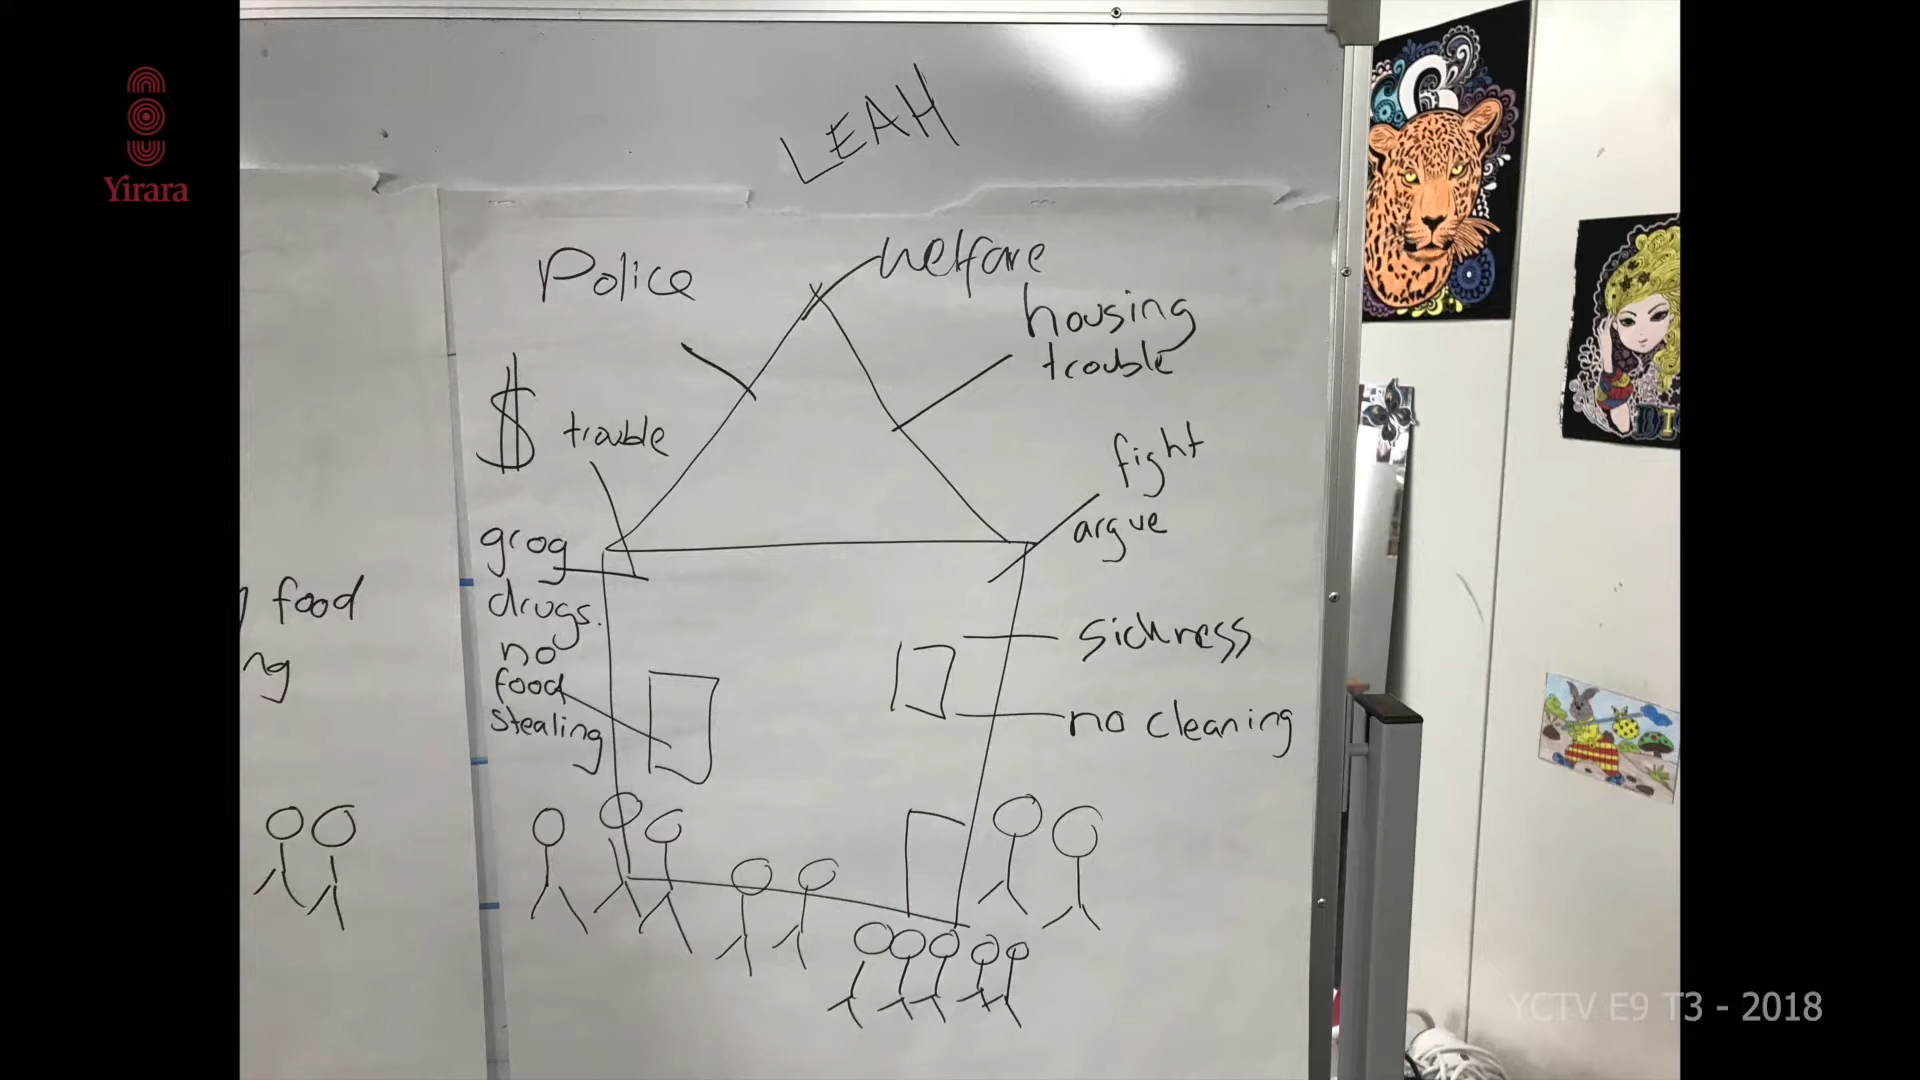 Yirara
LEAH
Police
welfare
housing
trouble
$ trouble
fight
argue
grog
drugs.
no
food
stealing
sickness
no cleaning
food
ng
YCTV E9 T3 - 2018